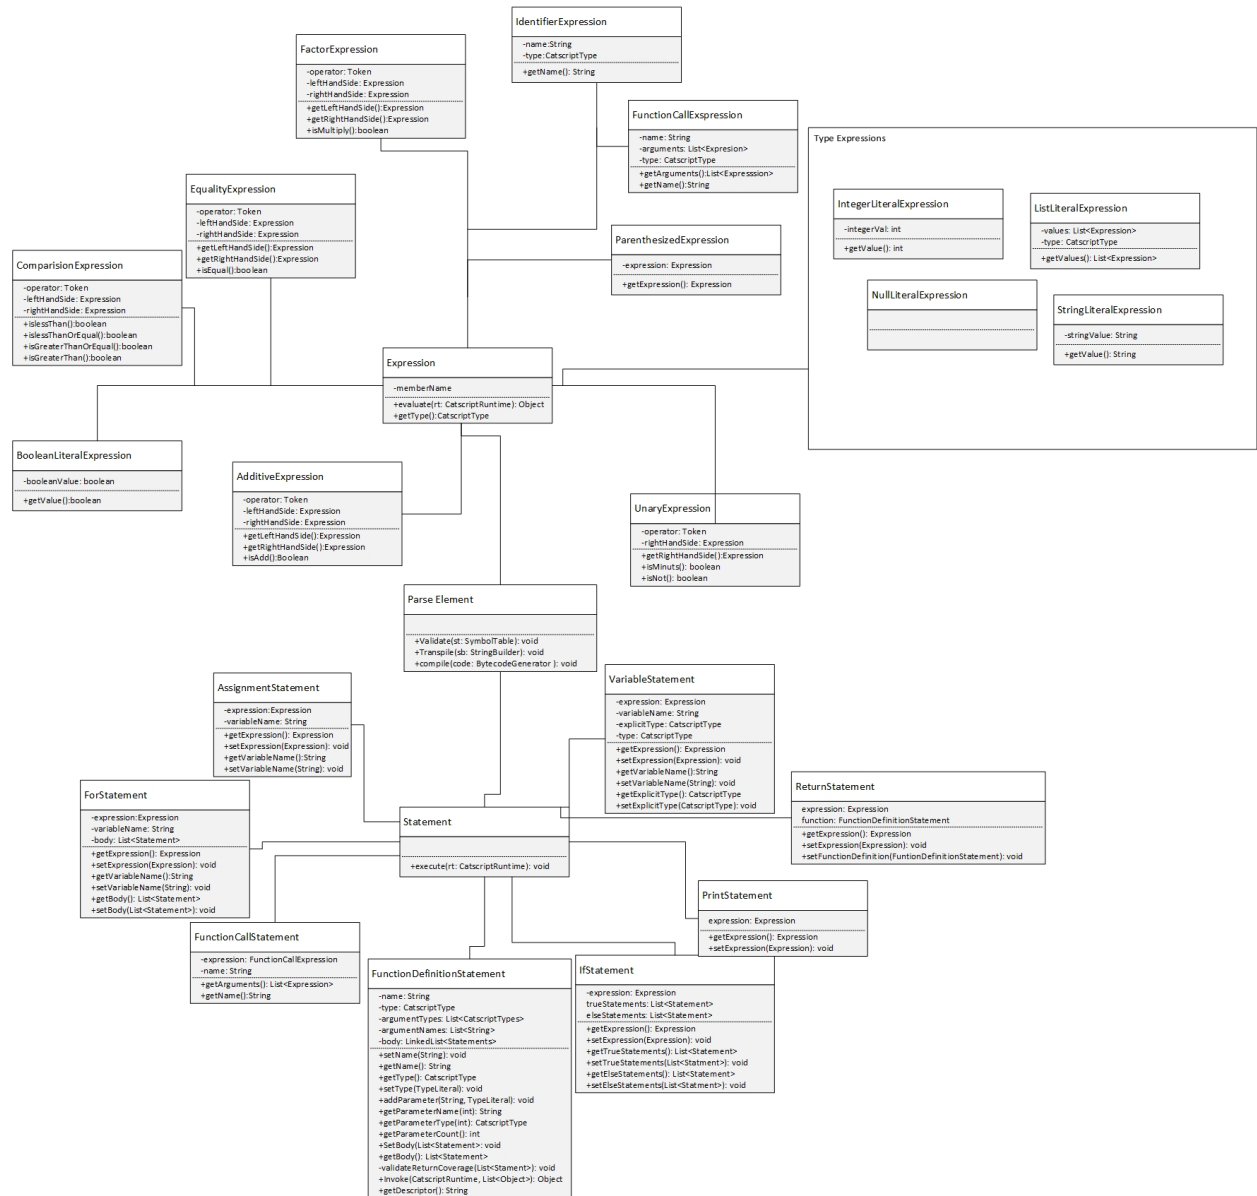 IdentifierExpression
-name:String
-type:CatscriptType
+getName(): String
FactorExpression
-operator: Token
-leftHandSide: Expression
-rightHandSide: Expression
+getLeftHandSide():Expression
+getRightHandSide():Expression
+isMultiply():boolean
FunctionCallExspression
-name: String
-arguments: List<Expresion>
-type: CatscriptType
+getArguments():List<Expresssion>
+getName():String
Type Expressions
IntegerLiteralExpression
-integerVal: int
+getValue(): int
ListLiteralExpression
-values: List<Expression>
-type: CatscriptType
+getValues(): List<Expression>
NullLiteralExpression
StringLiteralExpression
-stringValue: String
+getValue(): String
EqualityExpression
-operator: Token
-leftHandSide: Expression
-rightHandSide: Expression
+getLeftHandSide():Expression
+getRightHandSide():Expression
+isEqual():boolean
ParenthesizedExpression
-expression: Expression
+getExpression(): Expression
ComparisionExpression
-operator: Token
-leftHandSide: Expression
-rightHandSide: Expression
+islessThan():boolean
+islessThanOrEqual():boolean
+isGreaterThanOrEqual():boolean
+isGreaterThan():boolean
Expression
-memberName
+evaluate(rt: CatscriptRuntime): Object
+getType():CatscriptType
BooleanLiteralExpression
-booleanValue: boolean
+getValue():boolean
AdditiveExpression
-operator: Token
-leftHandSide: Expression
-rightHandSide: Expression
+getLeftHandSide():Expression
+getRightHandSide():Expression
+isAdd():Boolean
UnaryExpression
-operator: Token
-rightHandSide: Expression
+getRightHandSide():Expression
+isMinuts(): boolean
+isNot(): boolean
Parse Element
+Validate(st: SymbolTable): void
+Transpile(sb: StringBuilder): void
+compile(code: BytecodeGenerator ): void
AssignmentStatement
-expression:Expression
-variableName: String
+getExpression(): Expression
+setExpression(Expression): void
+getVariableName():String
+setVariableName(String): void
VariableStatement
-expression: Expression
-variableName: String
-explicitType: CatscriptType
-type: CatscriptType
+getExpression(): Expression
+setExpression(Expression): void
+getVariableName():String
+setVariableName(String): void
+getExplicitType(): CatscriptType
+setExplicitType(CatscriptType): void
ReturnStatement
expression: Expression
function: FunctionDefinitionStatement
+getExpression(): Expression
+setExpression(Expression): void
+setFunctionDefinition(FuntionDefinitionStatement): void
ForStatement
-expression:Expression
-variableName: String
-body: List<Statement>
+getExpression(): Expression
+setExpression(Expression): void
+getVariableName():String
+setVariableName(String): void
+getBody(): List<Statement>
+setBody(List<Statement>): void
Statement
+execute(rt: CatscriptRuntime): void
PrintStatement
expression: Expression
+getExpression(): Expression
+setExpression(Expression): void
FunctionCallStatement
-expression: FunctionCallExpression
-name: String
+getArguments(): List<Expression>
+getName():String
FunctionDefinitionStatement
-name: String
-type: CatscriptType
-argumentTypes: List<CatscriptTypes>
-argumentNames: List<String>
-body: LinkedList<Statements>
+setName(String): void
+getName(): String
+getType(): CatscriptType
+setType(TypeLiteral): void
+addParameter(String, TypeLiteral): void
+getParameterName(int): String
+getParameterType(int): CatscriptType
+getParameterCount(): int
+SetBody(List<Statement>: void
+getBody(): List<Statement>
-validateReturnCoverage(List<Stament>): void
+Invoke(CatscriptRuntime, List<Object>): Object
+getDescriptor(): String
IfStatement
-expression: Expression
trueStatements: List<Statement>
elseStatements: List<Statement>
+getExpression(): Expression
+setExpression(Expression): void
+getTrueStatements(): List<Statement>
+setTrueStatements(List<Statment>): void
+getElseStatements(): List<Statement>
+setElseStatements(List<Statment>): void